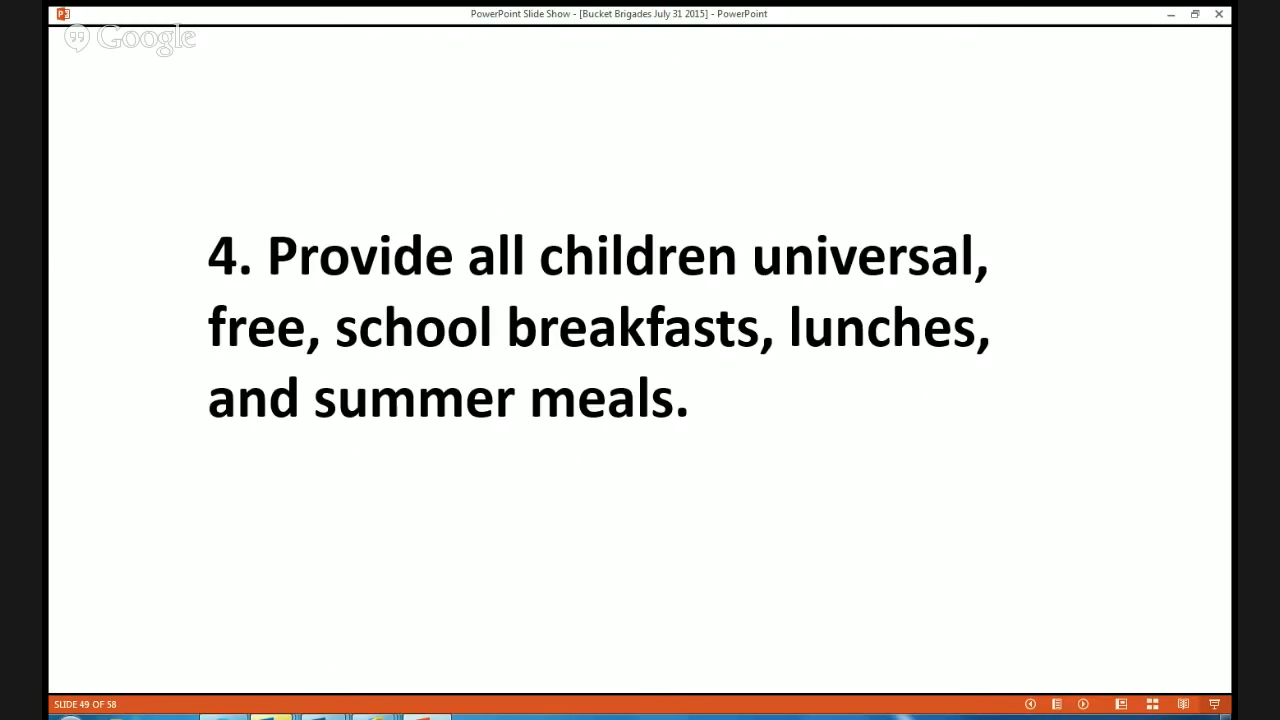 PowerPoint Slide Show - [Bucket Brigades July 31 2015] - PowerPoint
Google
4. Provide all children universal,
free, school breakfasts, lunches,
and summer meals.
SLIDE 49 OF 58